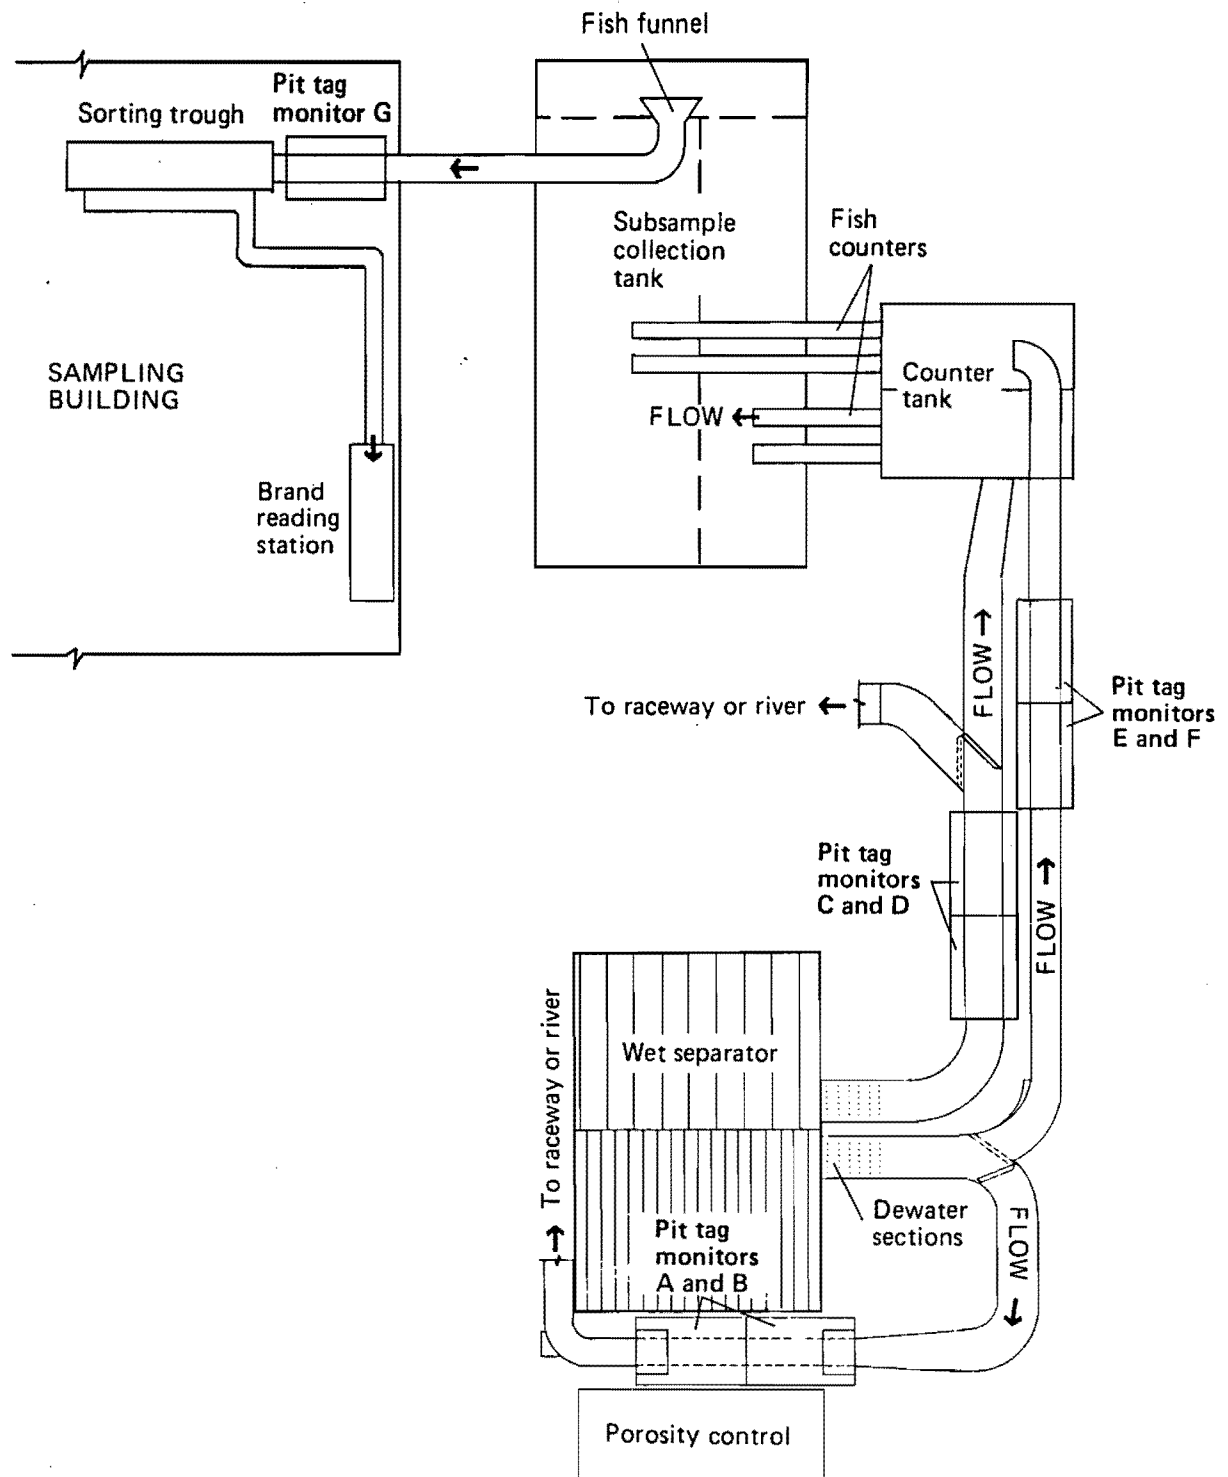 Fish funnel
Pit tag
monitor G
Sorting trough
Subsample
collection
tank
Fish
counters
SAMPLING
BUILDING
Counter
tank
FLOW
Brand
reading
station
FLOW
To raceway or river
Pit tag
monitors
E and F
Pit tag
monitors
C and D
FLOW
To raceway or river
Wet separator
Dewater
sections
Pit tag
monitors
A and B
FLOW
Porosity control